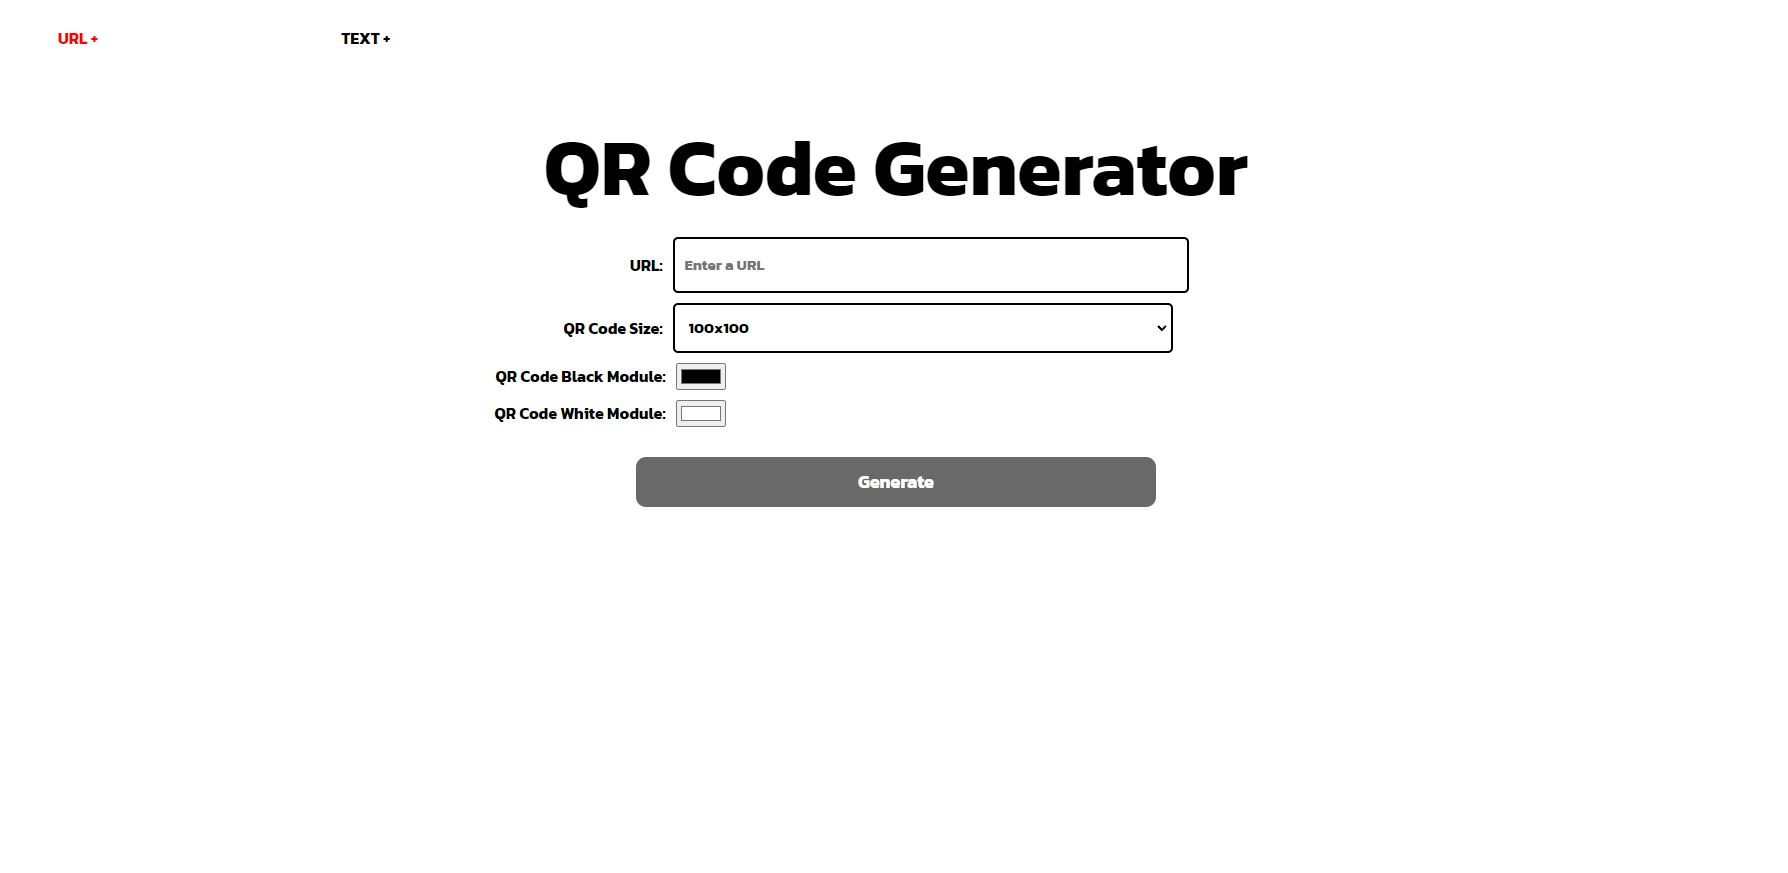 URL + TEXT +
QR Code Generator
URL: Enter a URL
QR Code Size: 100x100
QR Code Black Module:
QR Code White Module:
Generate